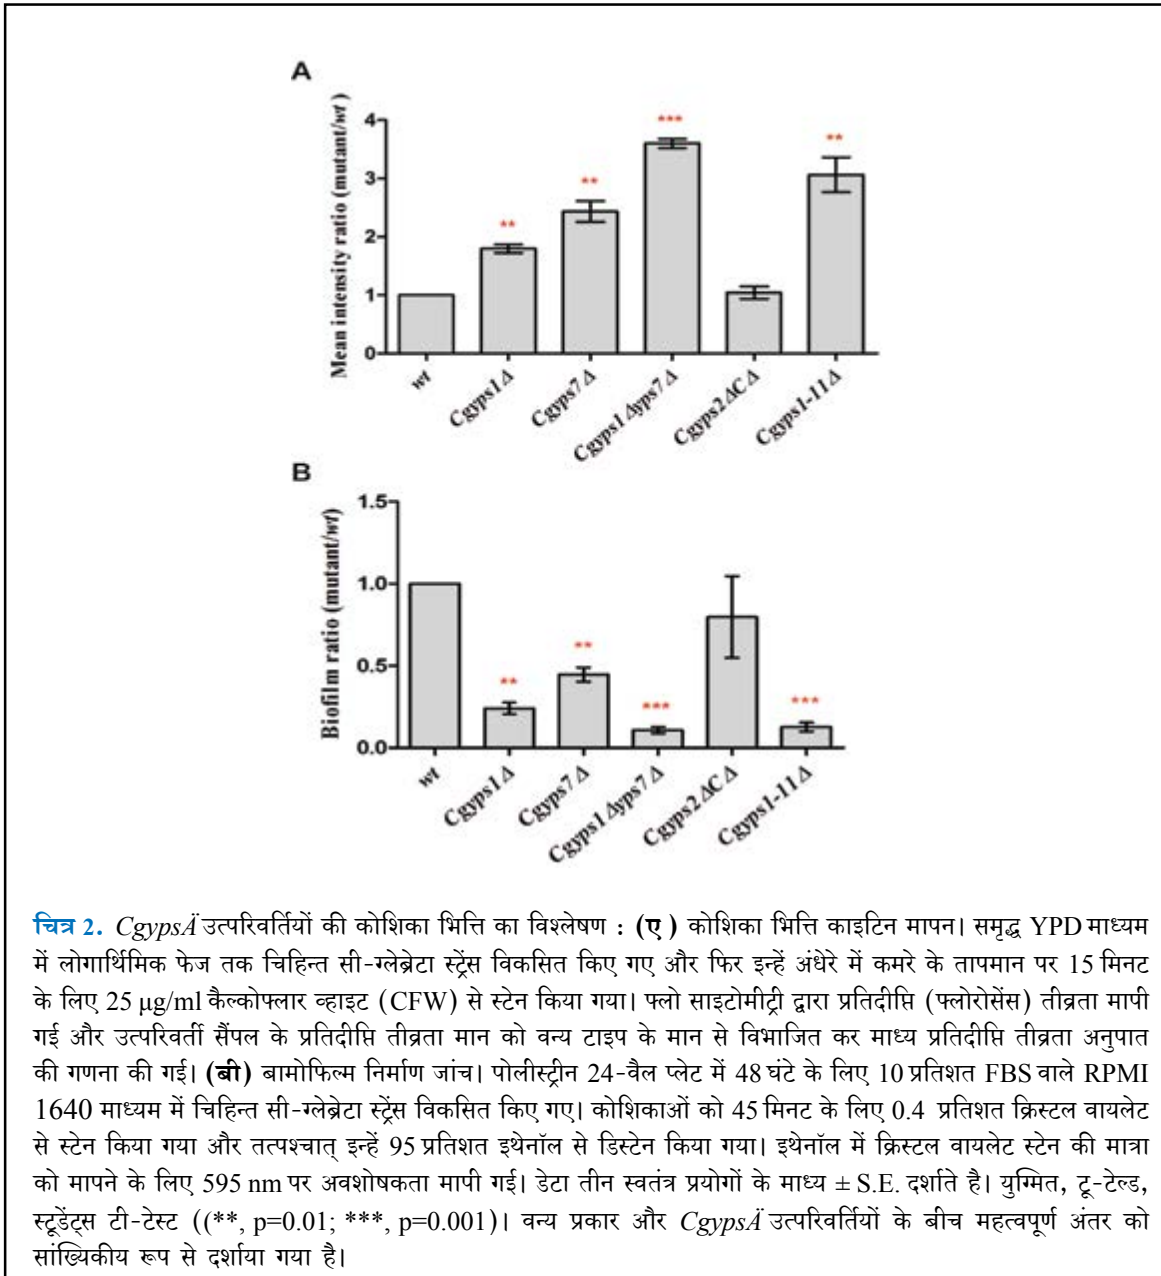 A
Mean intensity ratio (mutant/wt)
4
***
**
3
**
2
**
1
0
wt
Cgyps1Δ
Cgyps7Δ
Cgyps1Δyps7Δ
Cgyps2ΔCΔ
Cgyps1-11Δ
B
Biofilm ratio (mutant/wt)
1.5
1.0
0.5
**
**
***
***
0.0
wt
Cgyps1Δ
Cgyps7Δ
Cgyps1Δyps7Δ
Cgyps2ΔCΔ
Cgyps1-11Δ
चित्र 2. CgypsÄ उत्परिवर्तियों की कोशिका भित्ति का विश्लेषण : (ए ) कोशिका भित्ति काइटिन मापन। समृद्ध YPD माध्यम
में लोगार्थिमिक फेज तक चिहिन्त सी-ग्लेब्रेटा स्ट्रेंस विकसित किए गए और फिर इन्हें अंधेरे में कमरे के तापमान पर 15 मिनट
के लिए 25 μg/ml कैल्कोफ्लार व्हाइट (CFW) से स्टेन किया गया। फ्लो साइटोमीट्री द्वारा प्रतिदीप्ति (फ्लोरोसेंस) तीव्रता मापी
गई और उत्परिवर्ती सैंपल के प्रतिदीप्ति तीव्रता मान को वन्य टाइप के मान से विभाजित कर माध्य प्रतिदीप्ति तीव्रता अनुपात
की गणना की गई। (बी) बामोफिल्म निर्माण जांच। पोलीस्ट्रीन 24-वैल प्लेट में 48 घंटे के लिए 10 प्रतिशत FBS वाले RPMI
1640 माध्यम में चिहिन्त सी-ग्लेब्रेटा स्ट्रेंस विकसित किए गए। कोशिकाओं को 45 मिनट के लिए 0.4 प्रतिशत क्रिस्टल वायलेट
से स्टेन किया गया और तत्पश्चात् इन्हें 95 प्रतिशत इथेनॉल से डिस्टेन किया गया। इथेनॉल में क्रिस्टल वायलेट स्टेन की मात्रा
को मापने के लिए 595 nm पर अवशोषकता मापी गई। डेटा तीन स्वतंत्र प्रयोगों के माध्य ± S.E. दर्शाते है। युग्मित, टू-टेल्ड,
स्टूडेंट्स टी-टेस्ट ((**, p=0.01; ***, p=0.001)। वन्य प्रकार और CgypsÄ उत्परिवर्तियों के बीच महत्वपूर्ण अंतर को
सांख्यिकीय रूप से दर्शाया गया है।